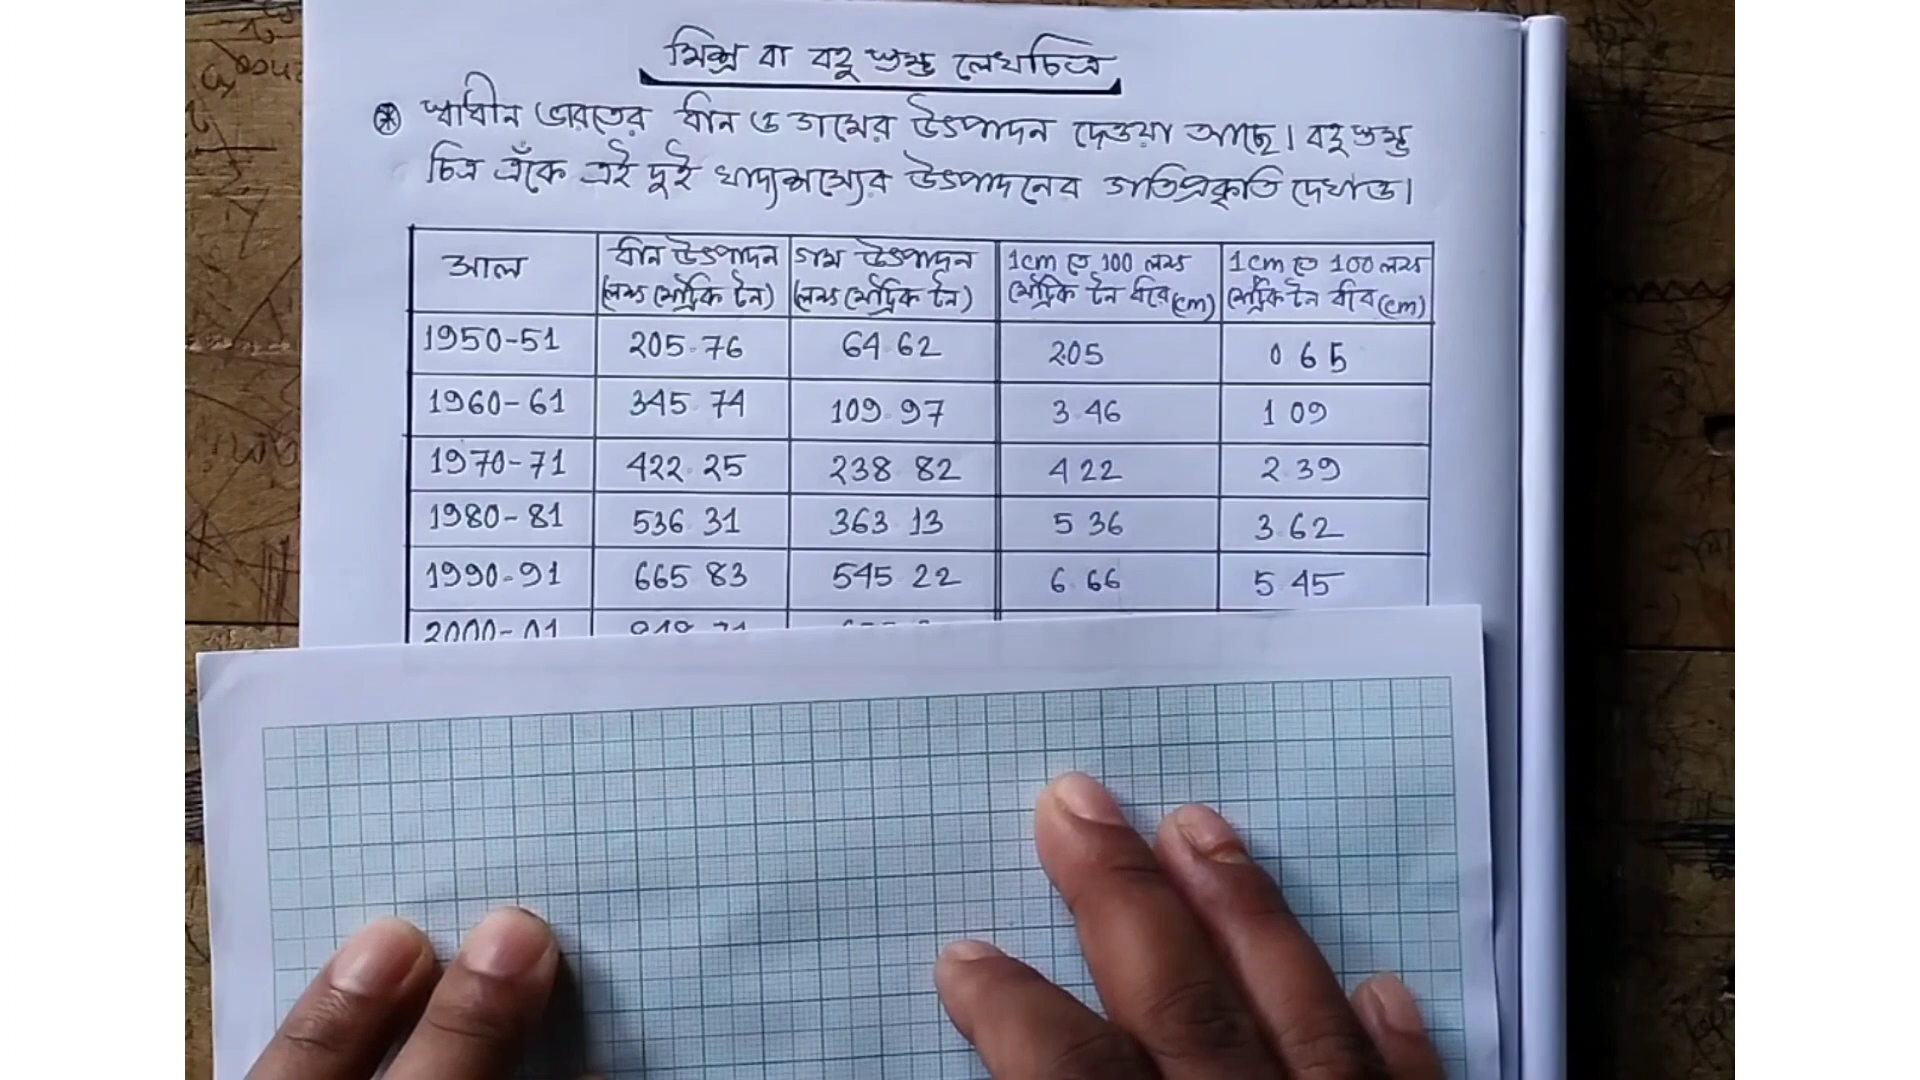 মিশ্র বা বহু স্তম্ভ লেখচিত্র
স্বাধীন ভারতের ধান ও গমের উৎপাদন দেওয়া আছে। বহু স্তম্ভ
চিত্র এঁকে এই দুই খাদ্যশস্যের উৎপাদনের গতিপ্রকৃতি দেখাও।
সাল ধান উৎপাদন (লক্ষ মেট্রিক টন) গম উৎপাদন (লক্ষ মেট্রিক টন) 1cm তে 100 লক্ষ মেট্রিক টন ধরে (cm) 1cm তে 100 লক্ষ মেট্রিক টন ধরে (cm)
1950-51 205.76 64.62 2.05 0.65
1960-61 345.74 109.97 3.46 1.09
1970-71 422.25 238.82 4.22 2.39
1980-81 536.31 363.13 5.36 3.62
1990-91 665.83 545.22 6.66 5.45
2000-01